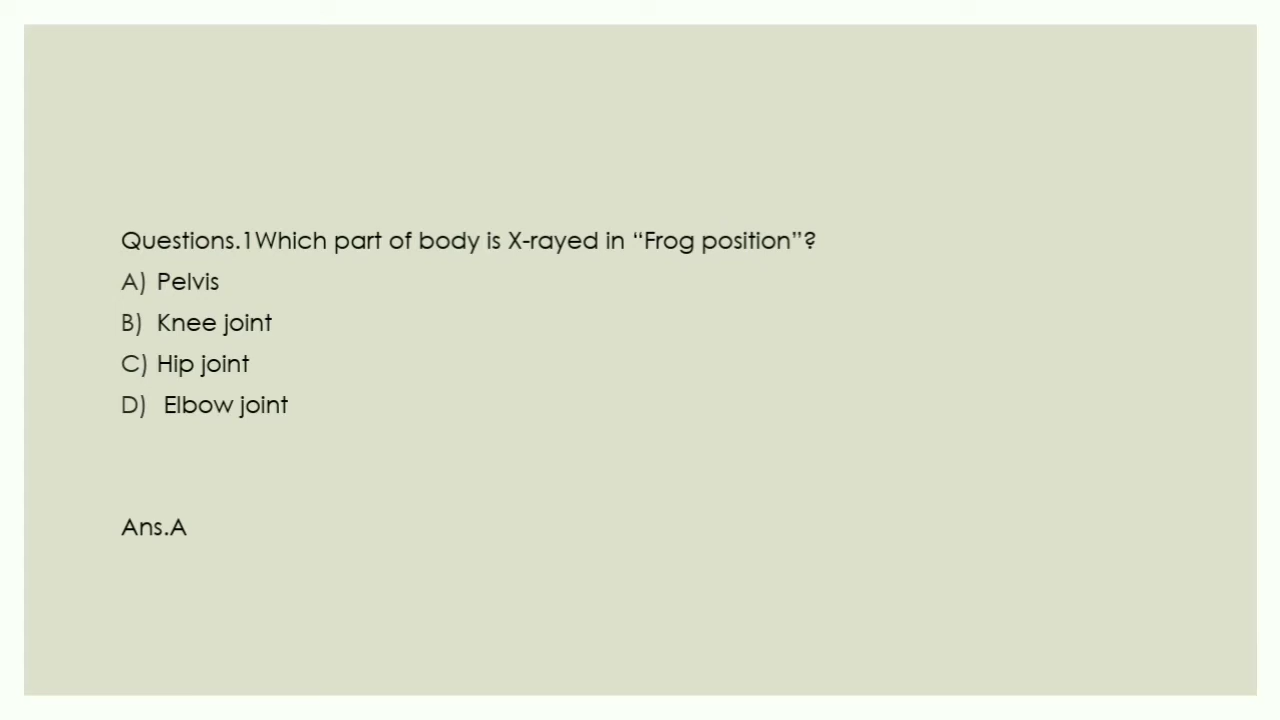 Questions.1Which part of body is X-rayed in “Frog position”?
A) Pelvis
B) Knee joint
C) Hip joint
D) Elbow joint
Ans.A